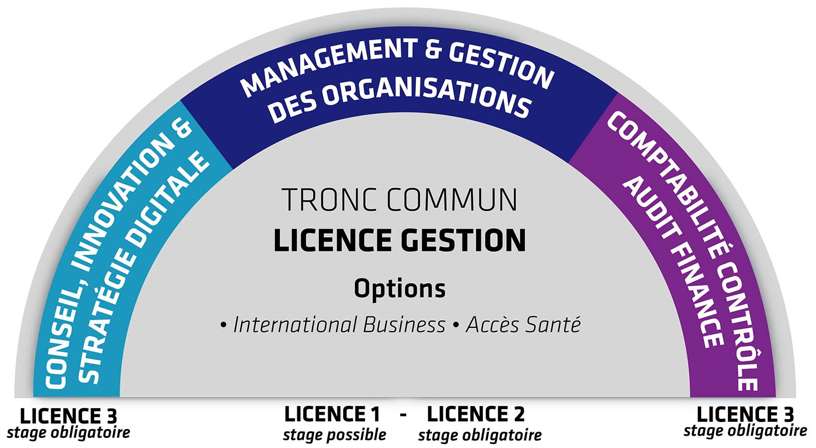 MANAGEMENT & GESTION
DES ORGANISATIONS
CONSEIL, INNOVATION &
STRATÉGIE DIGITALE
COMPTABILITÉ CONTRÔLE
AUDIT FINANCE
TRONC COMMUN
LICENCE GESTION
Options
• International Business • Accès Santé
LICENCE 3
stage obligatoire
LICENCE 1 - LICENCE 2
stage possible stage obligatoire
LICENCE 3
stage obligatoire